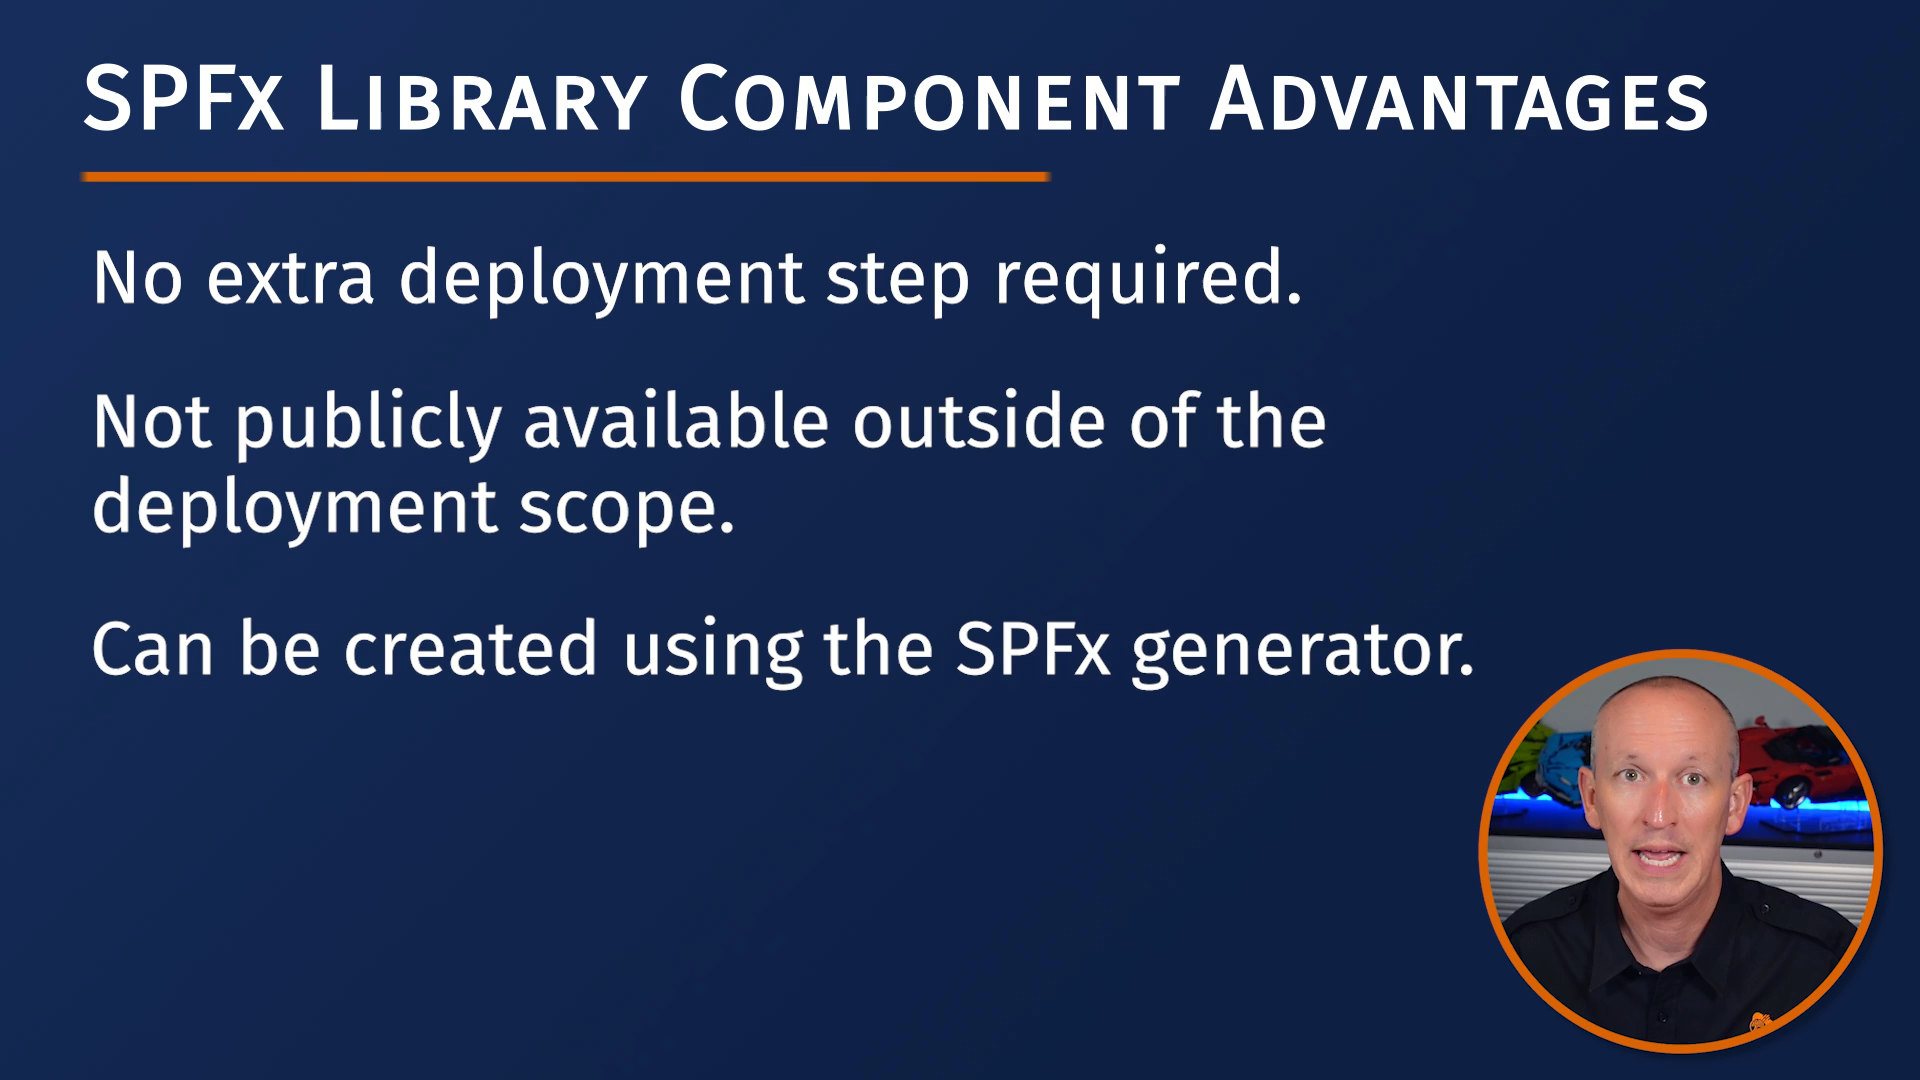 SPFx Library Component Advantages
No extra deployment step required.
Not publicly available outside of the
deployment scope.
Can be created using the SPFx generator.